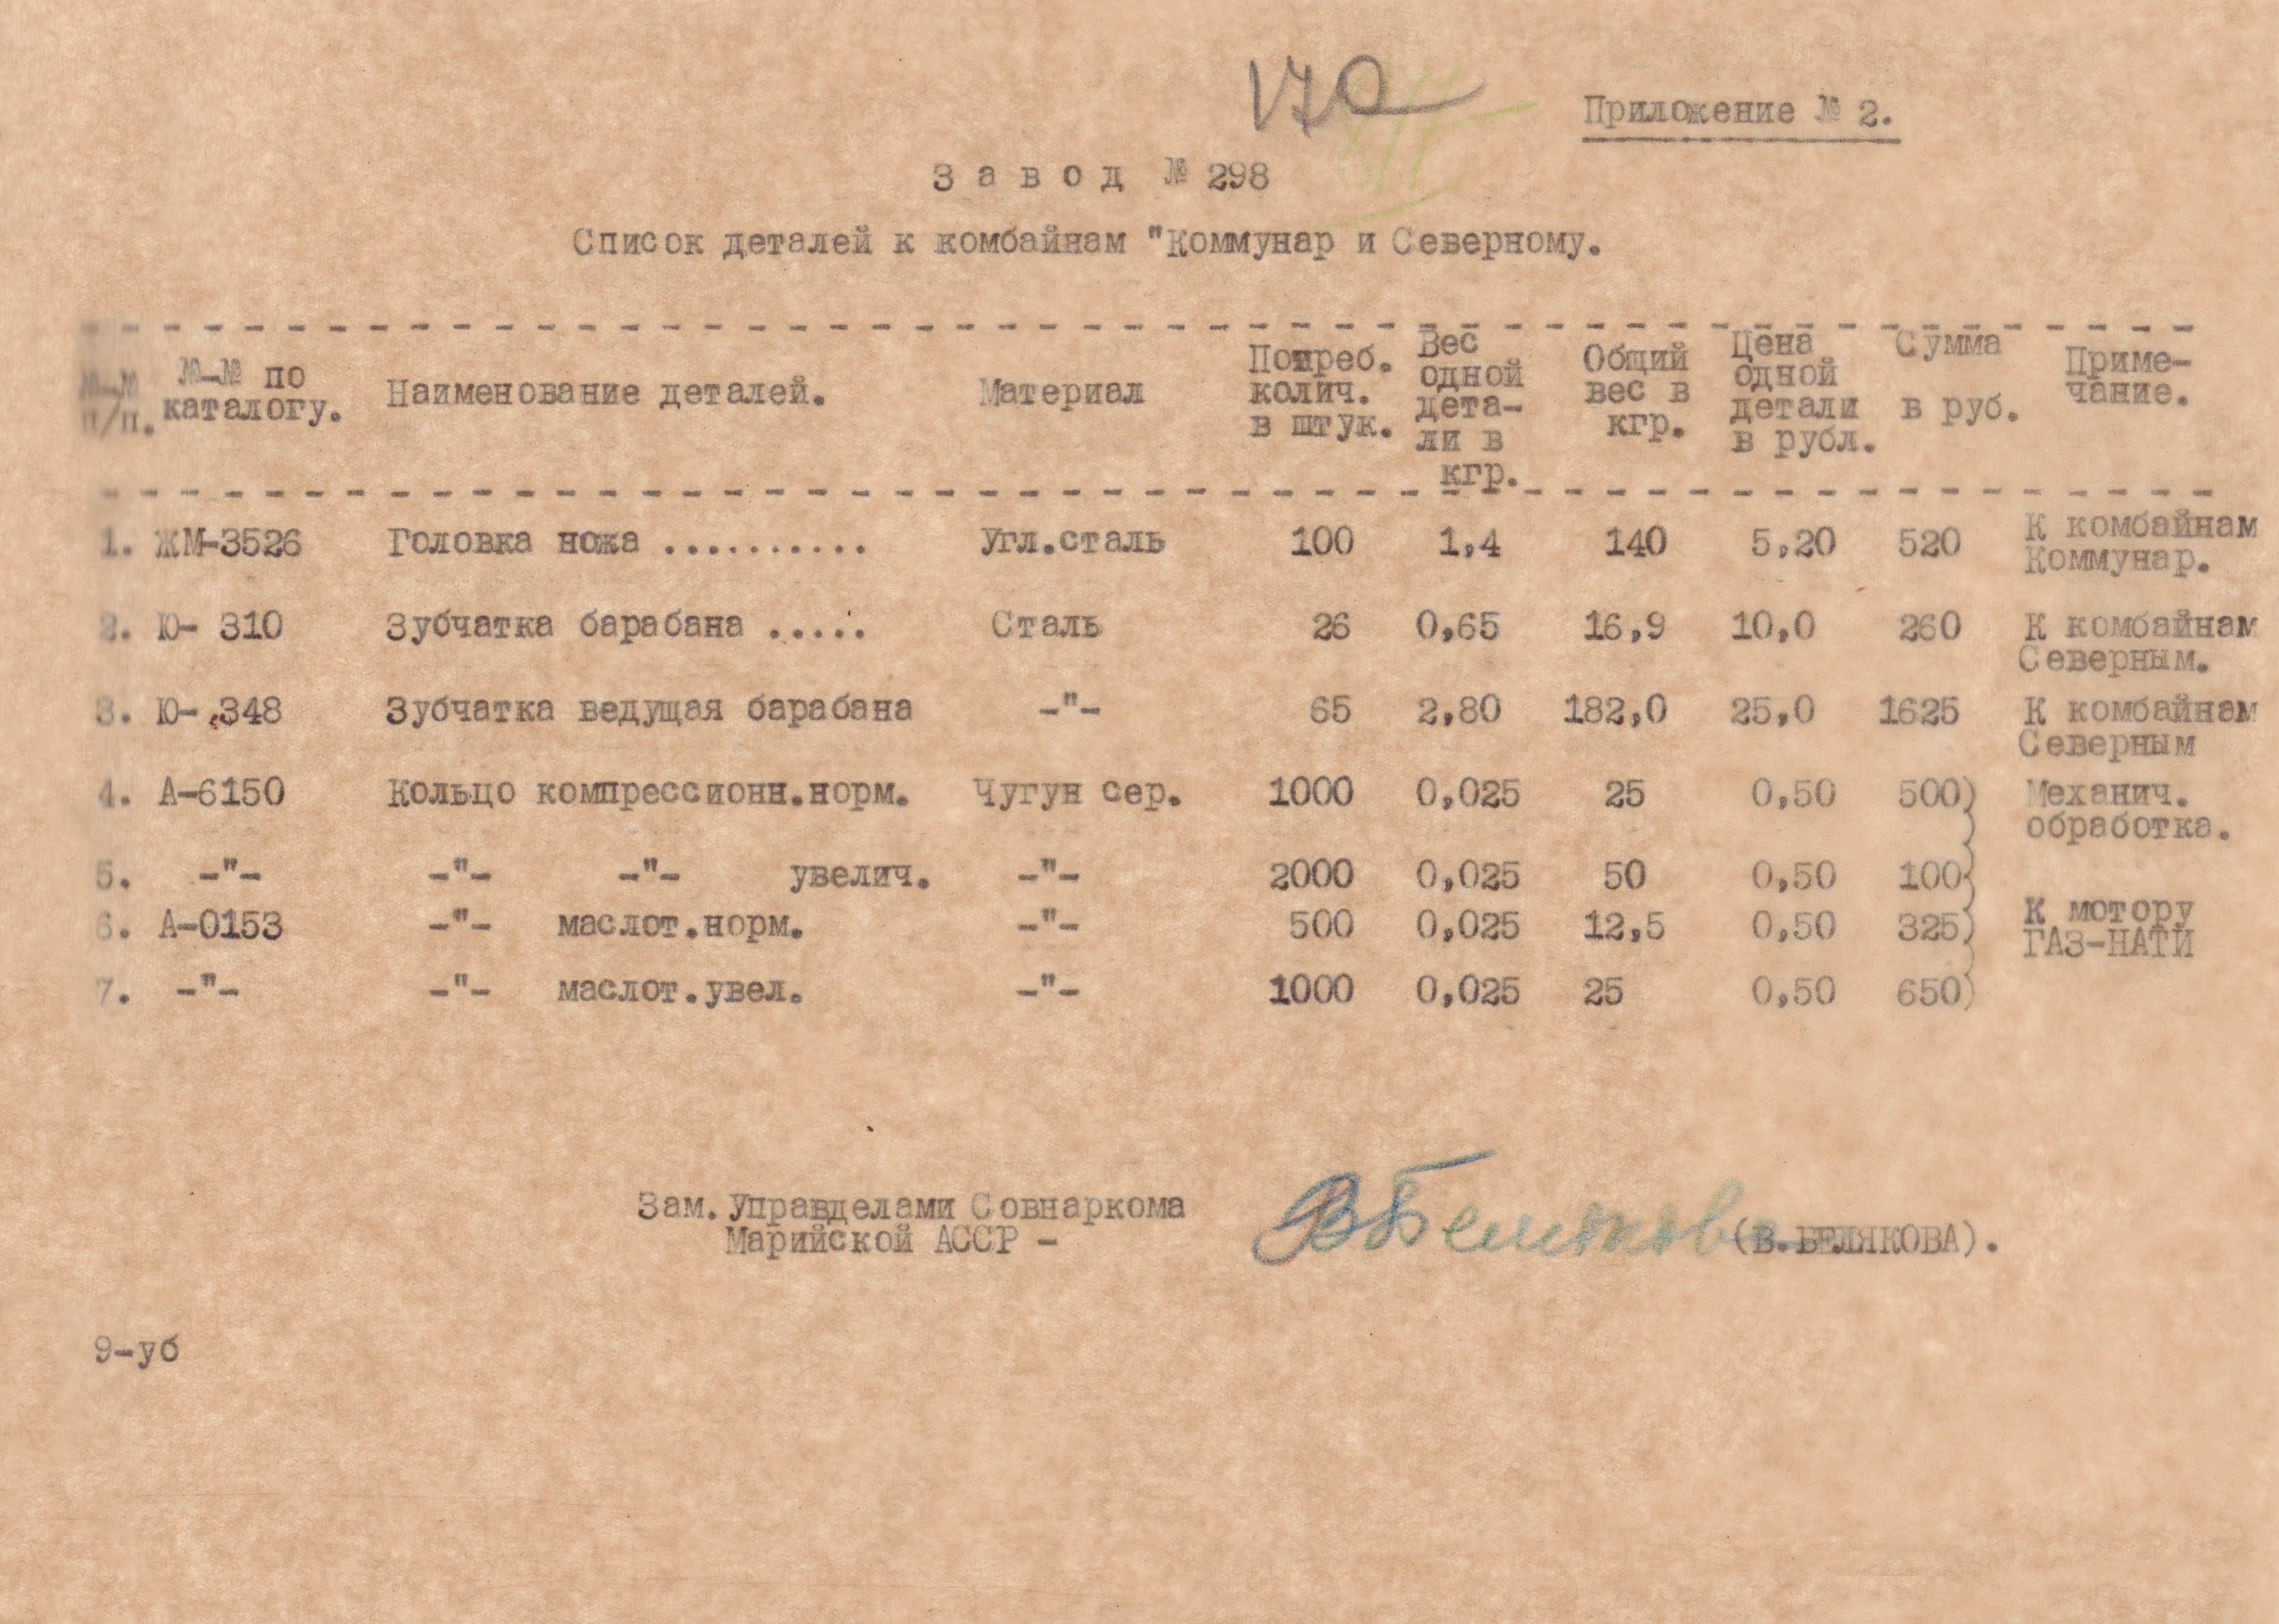 170
Приложение № 2.
Завод № 298
Список деталей к комбайнам "Коммунар и Северному.
№-№ п/п. №-№ по каталогу. Наименование деталей. Материал Потреб. колич. в штук. Вес одной дета-ли в кгр. Общий вес в кгр. Цена одной детали в рубл. Сумма в руб. Приме-чание.
1. ЖМ-3526 Головка ножа .......... Угл.сталь 100 1,4 140 5,20 520 К комбайнам
Коммунар.
2. Ю- 310 Зубчатка барабана ..... Сталь 26 0,65 16,9 10,0 260 К комбайнам
Северным.
3. Ю- 348 Зубчатка ведущая барабана -"- 65 2,80 182,0 25,0 1625 К комбайнам
Северным
4. А-6150 Кольцо компрессионн.норм. Чугун сер. 1000 0,025 25 0,50 500) Механич.
обработка.
5. -"- -"- -"- увелич. -"- 2000 0,025 50 0,50 100)
6. А-0153 -"- маслот.норм. -"- 500 0,025 12,5 0,50 325) К мотору
ГАЗ-НАТИ
7. -"- -"- маслот.увел. -"- 1000 0,025 25 0,50 650)
Зам. Управделами Совнаркома
Марийской АССР - ВБелякова (В.БЕЛЯКОВА).
9-уб